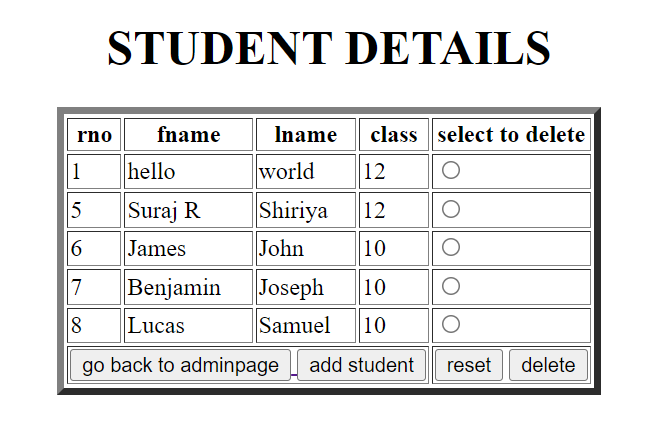 STUDENT DETAILS
rno fname lname class select to delete
1 hello world 12
5 Suraj R Shiriya 12
6 James John 10
7 Benjamin Joseph 10
8 Lucas Samuel 10
go back to adminpage add student reset delete